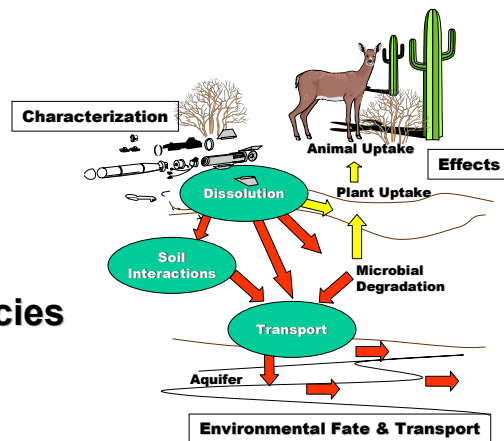 Characterization
Animal Uptake
Effects
Dissolution
Plant Uptake
Soil
Interactions
Microbial
Degradation
cies
Transport
Aquifer
Environmental Fate & Transport